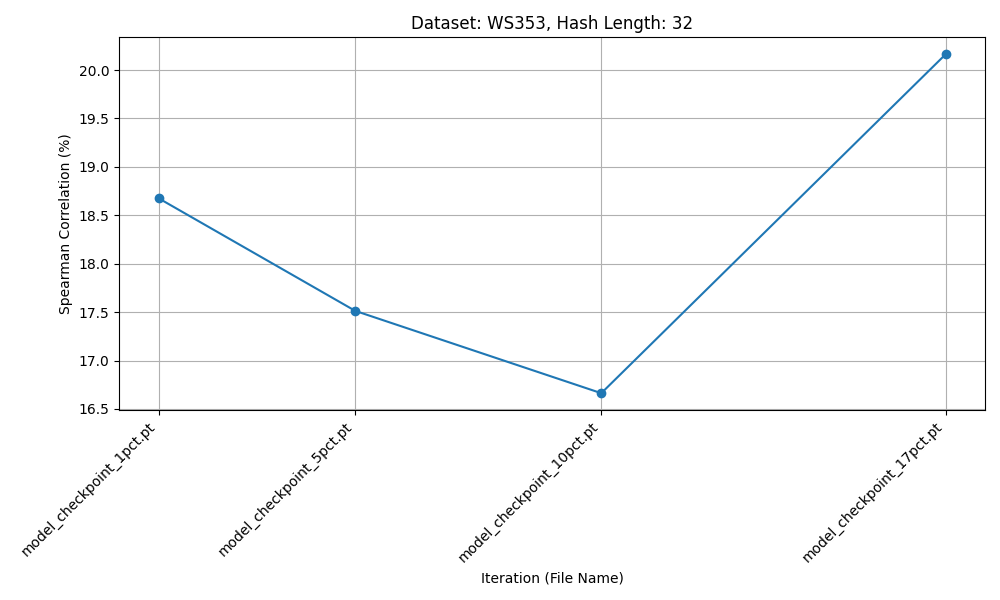 Dataset: WS353, Hash Length: 32
Spearman Correlation (%)
20.0
19.5
19.0
18.5
18.0
17.5
17.0
16.5
model_checkpoint_1pct.pt
model_checkpoint_5pct.pt
model_checkpoint_10pct.pt
model_checkpoint_17pct.pt
Iteration (File Name)